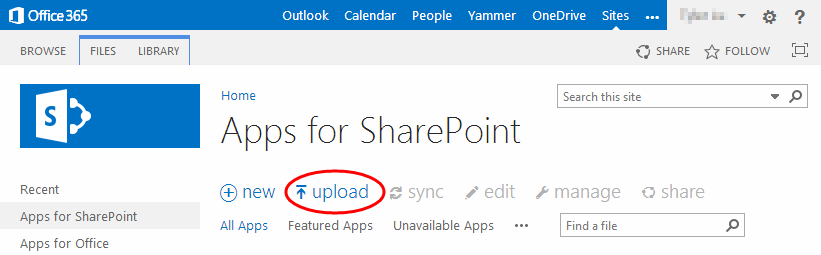 Office 365 Outlook Calendar People Yammer OneDrive Sites ••• ?
BROWSE FILES LIBRARY SHARE FOLLOW
S
Home
Search this site
Apps for SharePoint
new upload sync edit manage share
Recent
Apps for SharePoint
Apps for Office
All Apps Featured Apps Unavailable Apps •••
Find a file